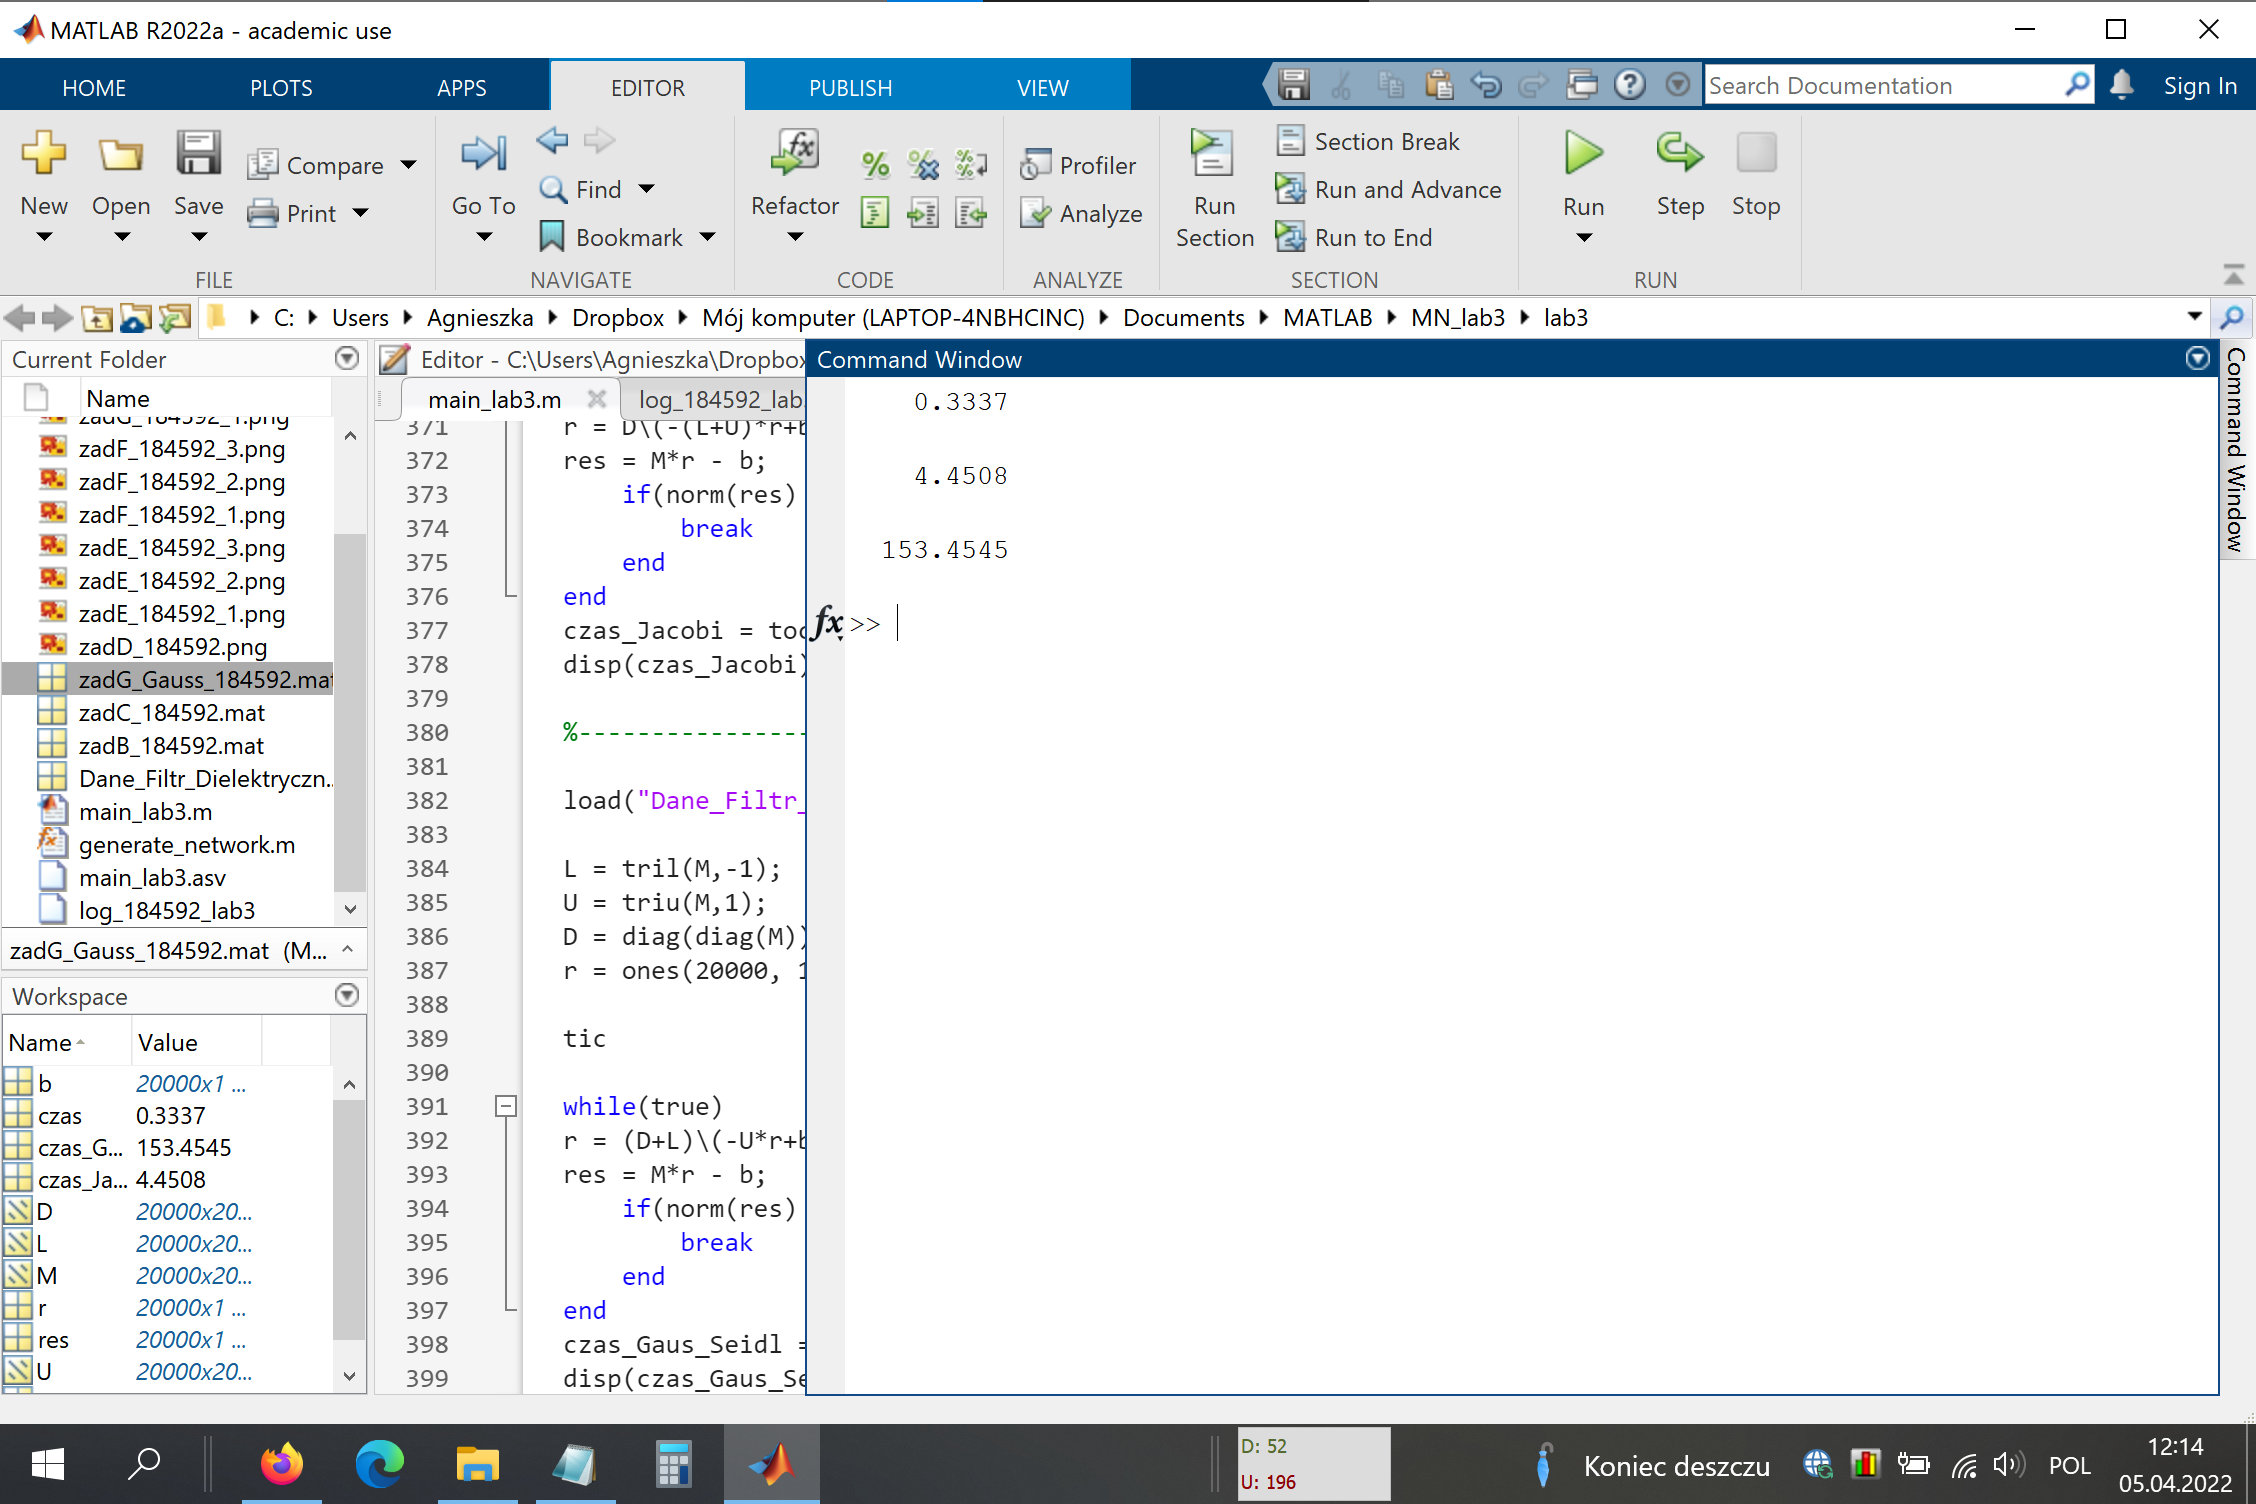 MATLAB R2022a - academic use
HOME PLOTS APPS EDITOR PUBLISH VIEW Search Documentation Sign In
New Open Save Compare Print
FILE
Go To Find Bookmark
NAVIGATE
Refactor
CODE
Profiler
Analyze
ANALYZE
Run Section
Section Break
Run and Advance
Run to End
SECTION
Run Step Stop
RUN
C: Users Agnieszka Dropbox Mój komputer (LAPTOP-4NBHCINC) Documents MATLAB MN_lab3 lab3
Current Folder
Name
zadG_184592_1.png
zadF_184592_3.png
zadF_184592_2.png
zadF_184592_1.png
zadE_184592_3.png
zadE_184592_2.png
zadE_184592_1.png
zadD_184592.png
zadG_Gauss_184592.mat
zadC_184592.mat
zadB_184592.mat
Dane_Filtr_Dielektryczn..
main_lab3.m
generate_network.m
main_lab3.asv
log_184592_lab3
zadG_Gauss_184592.mat (M...
Workspace
Name Value
b 20000x1 ...
czas 0.3337
czas_G... 153.4545
czas_Ja... 4.4508
D 20000x20...
L 20000x20...
M 20000x20...
r 20000x1 ...
res 20000x1 ...
U 20000x20...
Editor - C:\Users\Agnieszka\Dropbox
main_lab3.m log_184592_lab
371 r = D\(-(L+U)*r+b
372 res = M*r - b;
373 if(norm(res)
374 break
375 end
376 end
377 czas_Jacobi = toc
378 disp(czas_Jacobi)
379
380 %----------------
381
382 load("Dane_Filtr_
383
384 L = tril(M,-1);
385 U = triu(M,1);
386 D = diag(diag(M))
387 r = ones(20000, 1
388
389 tic
390
391 while(true)
392 r = (D+L)\(-U*r+b
393 res = M*r - b;
394 if(norm(res)
395 break
396 end
397 end
398 czas_Gaus_Seidl =
399 disp(czas_Gaus_Se
Command Window
0.3337
4.4508
153.4545
fx >>
Command Window
D: 52
U: 196
Koniec deszczu
POL
12:14
05.04.2022